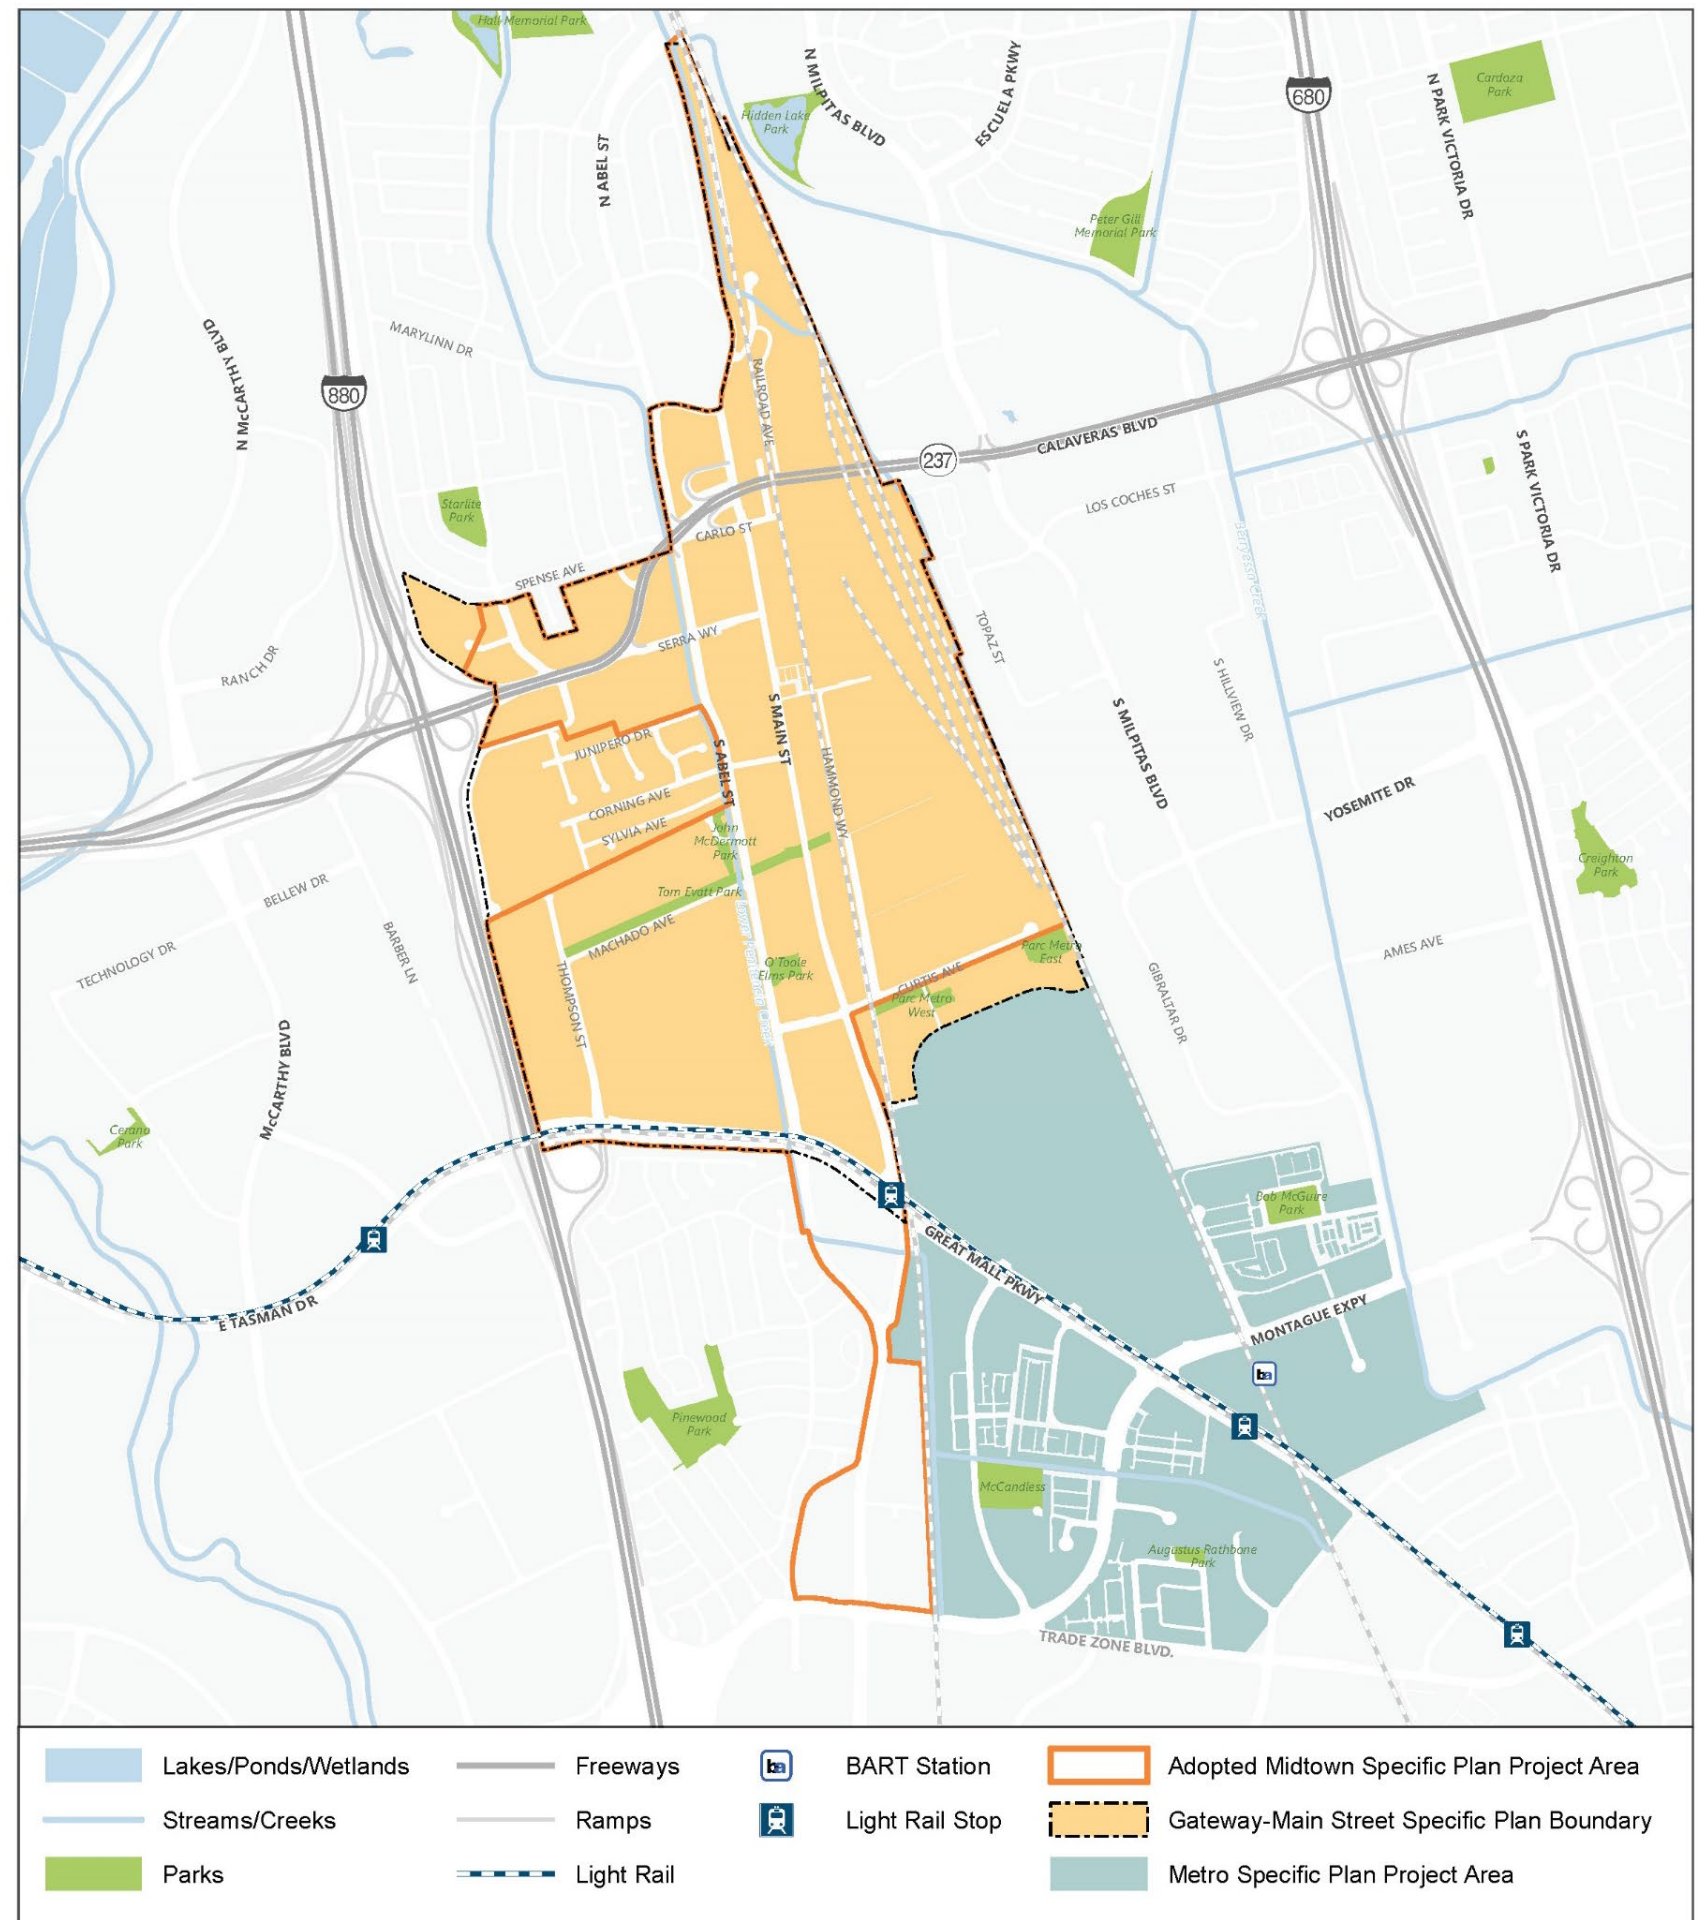 Hall Memorial Park
N MILPITAS BLVD
ESCUELA PKWY
680
N PARK VICTORIA DR
Cardoza
Park
Hidden Lake
Park
N ABEL ST
Peter Gill
Memorial Park
N McCARTHY BLVD
MARYLINN DR
880
RAILROAD AVE
237
CALAVERAS BLVD
S PARK VICTORIA DR
LOS COCHES ST
Starlite
Park
CARLO ST
Berryessa Creek
SPENSE AVE
SERRA WY
TOPAZ ST
RANCH DR
S HILLVIEW DR
S MILPITAS BLVD
S MAIN ST
JUNIPERO DR
S ABEL ST
HAMMOND WY
YOSEMITE DR
CORNING AVE
SYLVIA AVE
John
McDermott
Park
Creighton
Park
BELLEW DR
Tom Evatt Park
MACHADO AVE
TECHNOLOGY DR
BARBER LN
Parc Metro
East
AMES AVE
THOMPSON ST
O'Toole
Elms Park
CURTIS AVE
Parc Metro
West
GIBRALTAR DR
McCARTHY BLVD
Cerano
Park
Bob McGuire
Park
GREAT MALL PKWY
E TASMAN DR
MONTAGUE EXPY
ba
Pinewood
Park
McCandless
Augustus Rathbone
Park
TRADE ZONE BLVD.
Lakes/Ponds/Wetlands
Freeways
ba
BART Station
Adopted Midtown Specific Plan Project Area
Streams/Creeks
Ramps
Light Rail Stop
Gateway-Main Street Specific Plan Boundary
Parks
Light Rail
Metro Specific Plan Project Area